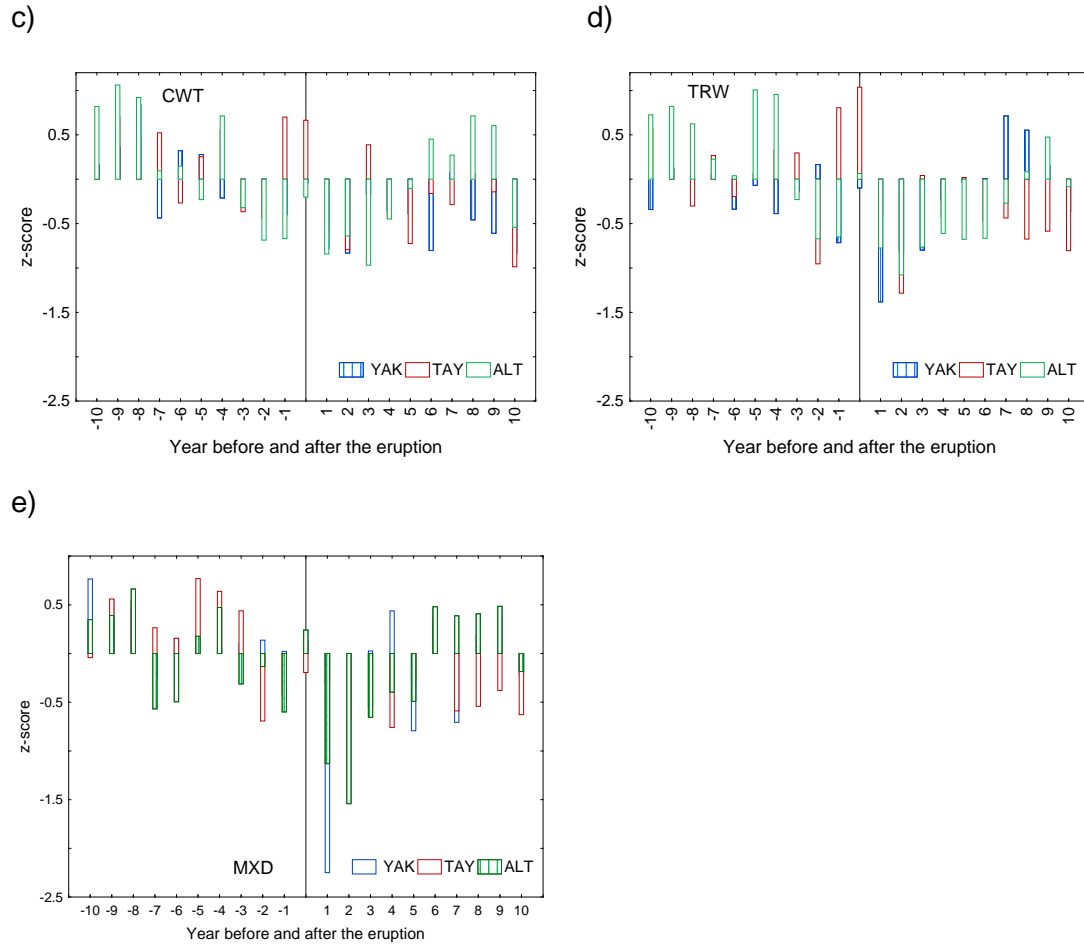 c)
CWT
0.5
-0.5
-1.5
-2.5
z-score
YAK TAY ALT
-10 -9 -8 -7 -6 -5 -4 -3 -2 -1 1 2 3 4 5 6 7 8 9 10
Year before and after the eruption
d)
TRW
0.5
-0.5
-1.5
-2.5
z-score
YAK TAY ALT
-10 -9 -8 -7 -6 -5 -4 -3 -2 -1 1 2 3 4 5 6 7 8 9 10
Year before and after the eruption
e)
0.5
-0.5
-1.5
-2.5
z-score
MXD YAK TAY ALT
-10 -9 -8 -7 -6 -5 -4 -3 -2 -1 1 2 3 4 5 6 7 8 9 10
Year before and after the eruption